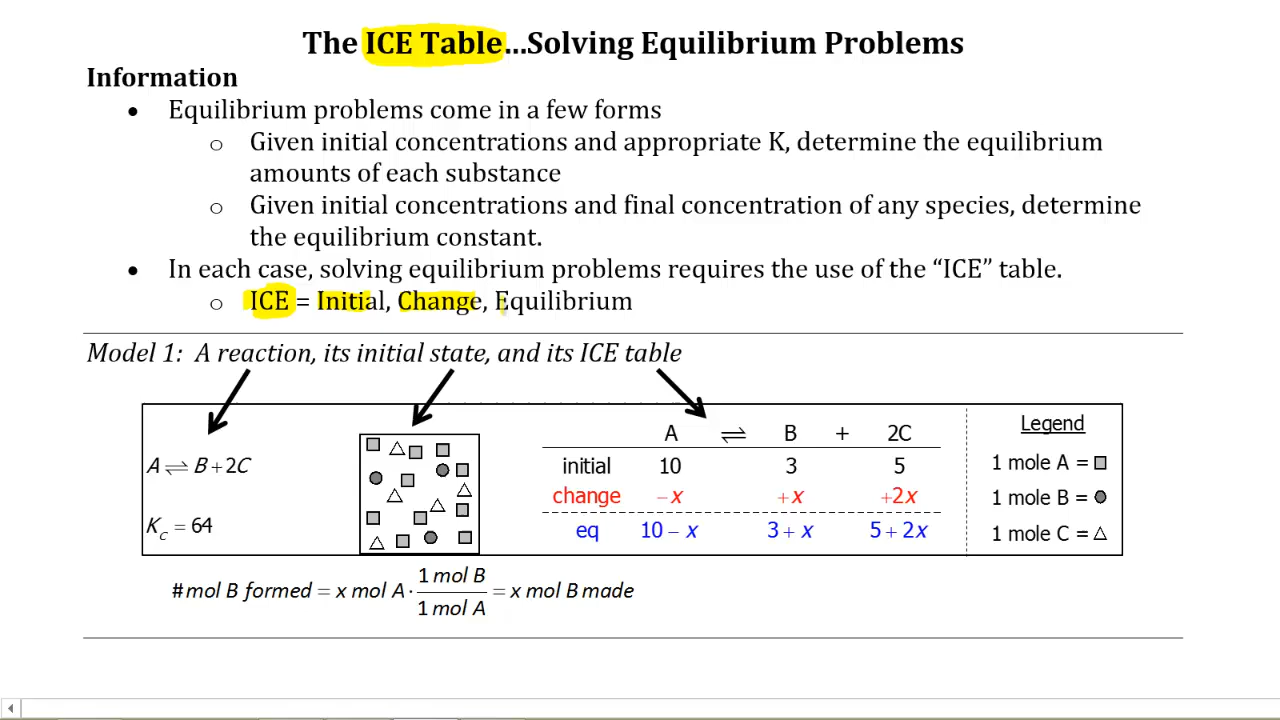 The ICE Table…Solving Equilibrium Problems
Information
• Equilibrium problems come in a few forms
o Given initial concentrations and appropriate K, determine the equilibrium
amounts of each substance
o Given initial concentrations and final concentration of any species, determine
the equilibrium constant.
• In each case, solving equilibrium problems requires the use of the “ICE” table.
o ICE = Initial, Change, Equilibrium
Model 1: A reaction, its initial state, and its ICE table
A ⇌ B + 2C
K_c = 64
A ⇌ B + 2C
initial 10 3 5
change −x +x +2x
eq 10 − x 3 + x 5 + 2x
Legend
1 mole A = □
1 mole B = ○
1 mole C = △
# mol B formed = x mol A · 1 mol B / 1 mol A = x mol B made